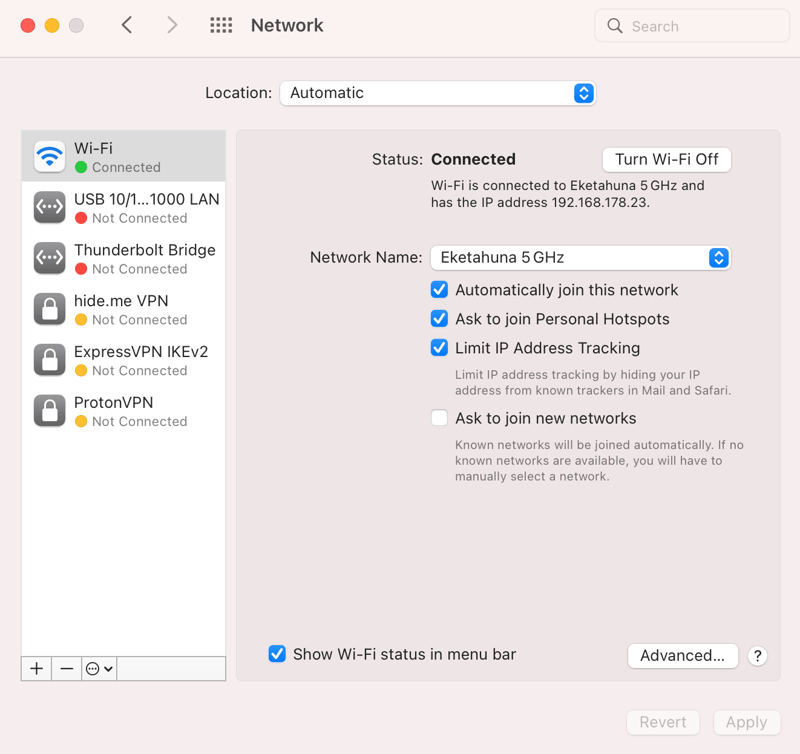 Network
Search
Location: Automatic
Wi-Fi
Connected
USB 10/1...1000 LAN
Not Connected
Thunderbolt Bridge
Not Connected
hide.me VPN
Not Connected
ExpressVPN IKEv2
Not Connected
ProtonVPN
Not Connected
Status: Connected
Turn Wi-Fi Off
Wi-Fi is connected to Eketahuna 5 GHz and
has the IP address 192.168.178.23.
Network Name: Eketahuna 5 GHz
Automatically join this network
Ask to join Personal Hotspots
Limit IP Address Tracking
Limit IP address tracking by hiding your IP
address from known trackers in Mail and Safari.
Ask to join new networks
Known networks will be joined automatically. If no
known networks are available, you will have to
manually select a network.
Show Wi-Fi status in menu bar
Advanced...
?
Revert
Apply